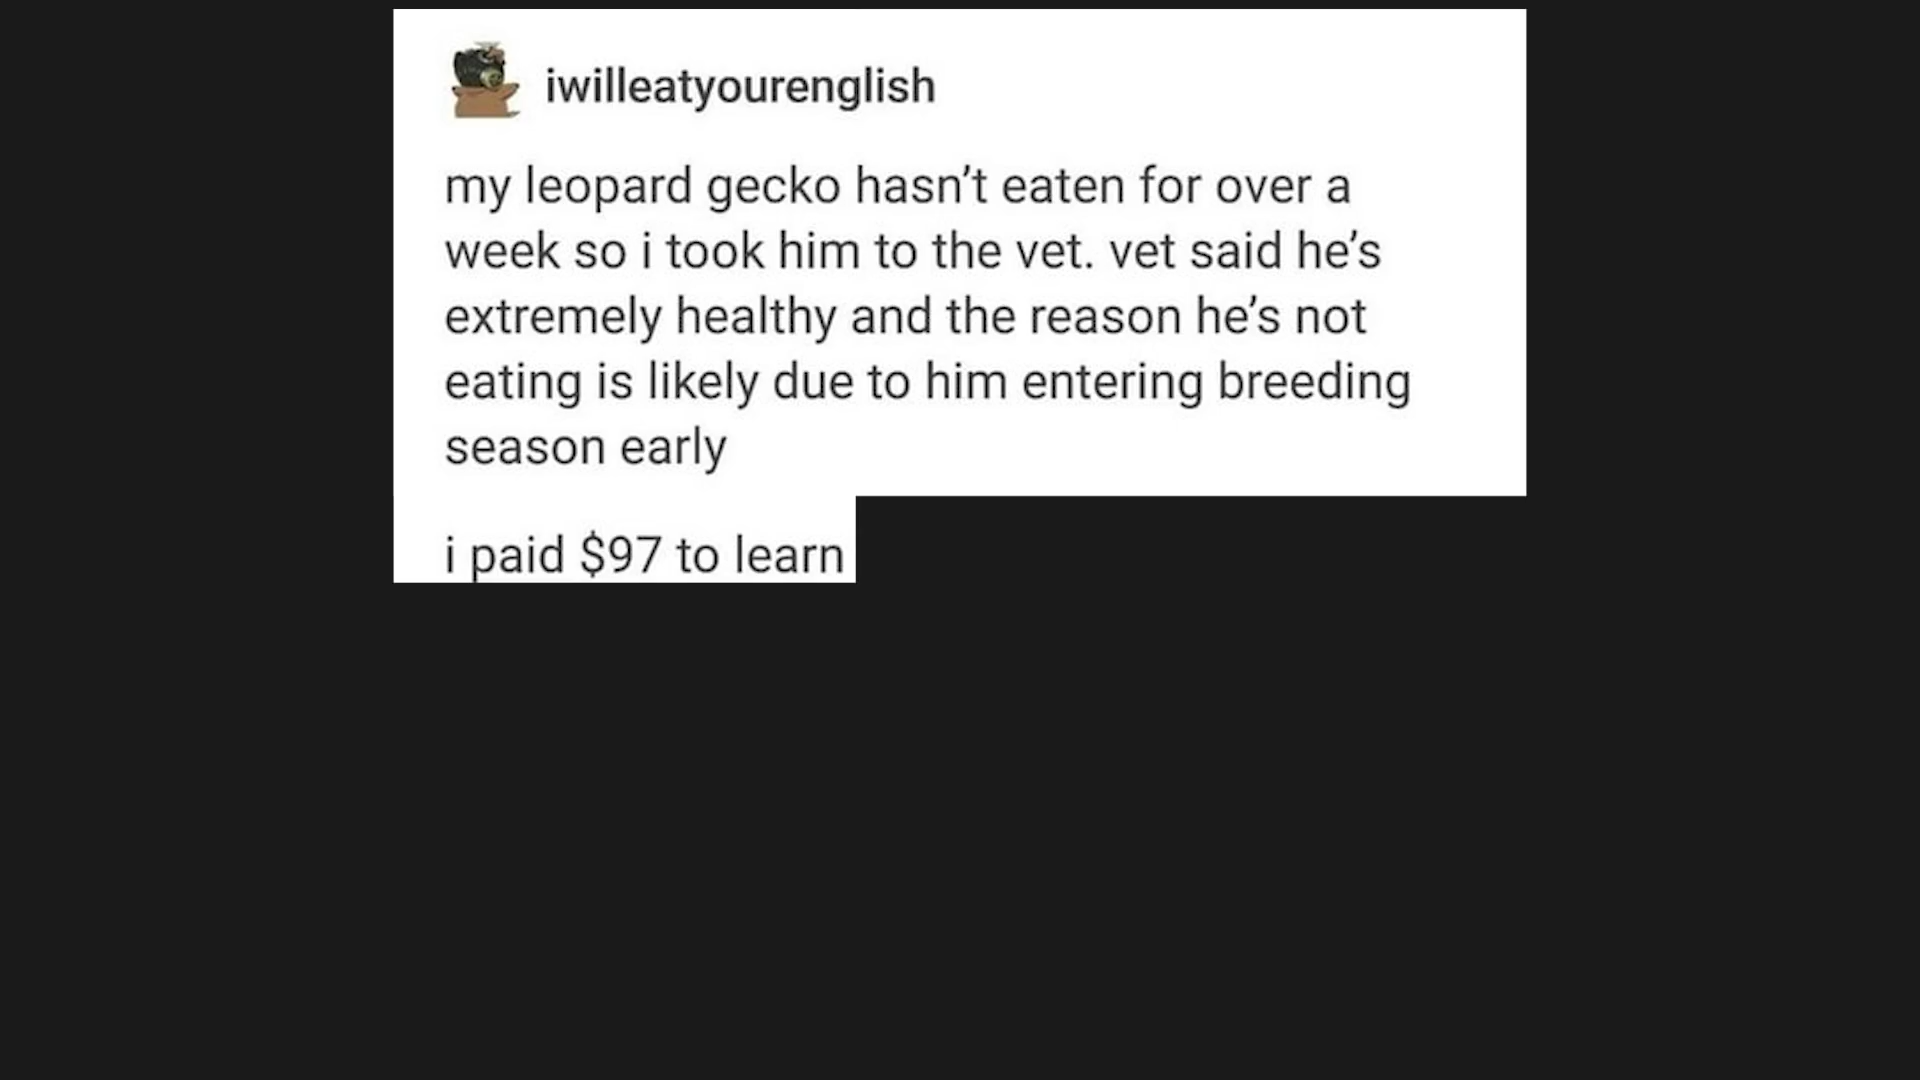 iwilleatyourenglish
my leopard gecko hasn’t eaten for over a
week so i took him to the vet. vet said he’s
extremely healthy and the reason he’s not
eating is likely due to him entering breeding
season early
i paid $97 to learn